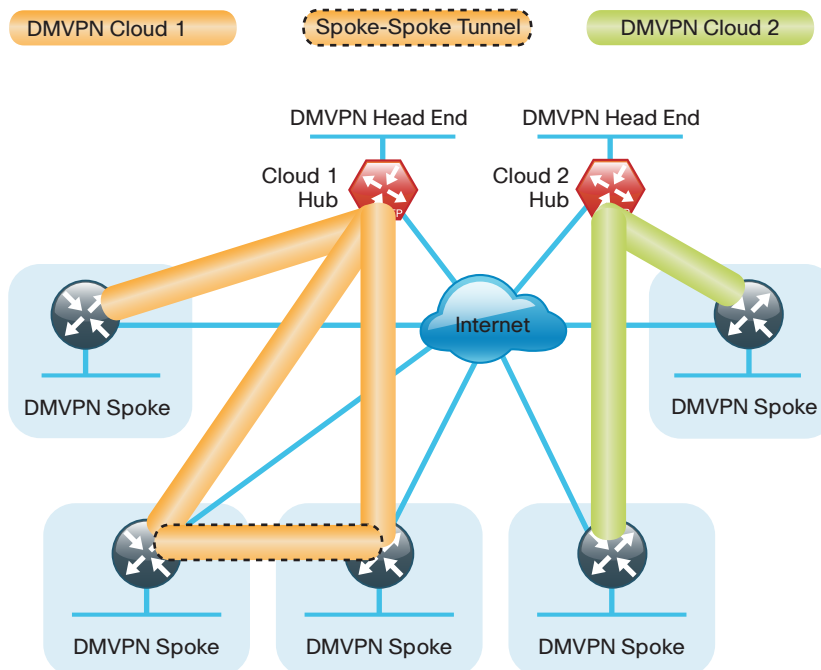 DMVPN Cloud 1
Spoke-Spoke Tunnel
DMVPN Cloud 2
DMVPN Head End
DMVPN Head End
Cloud 1
Hub
Cloud 2
Hub
Internet
DMVPN Spoke
DMVPN Spoke
DMVPN Spoke
DMVPN Spoke
DMVPN Spoke